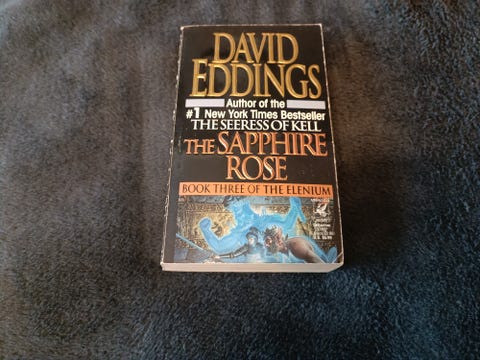 DAVID
EDDINGS
Author of the
#1 New York Times Bestseller
THE SEERESS OF KELL
THE SAPPHIRE
ROSE
BOOK THREE OF THE ELENIUM